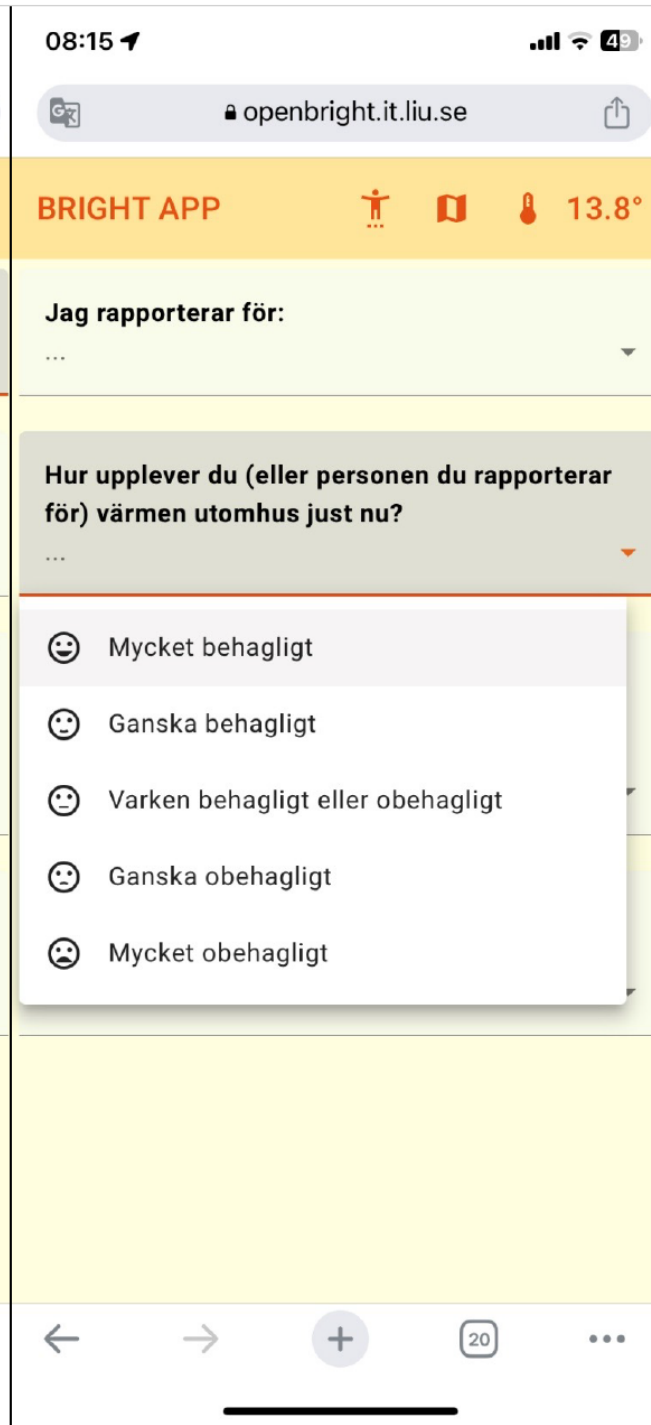 08:15
49
openbright.it.liu.se
BRIGHT APP
13.8°
Jag rapporterar för:
...
Hur upplever du (eller personen du rapporterar
för) värmen utomhus just nu?
...
Mycket behagligt
Ganska behagligt
Varken behagligt eller obehagligt
Ganska obehagligt
Mycket obehagligt
20